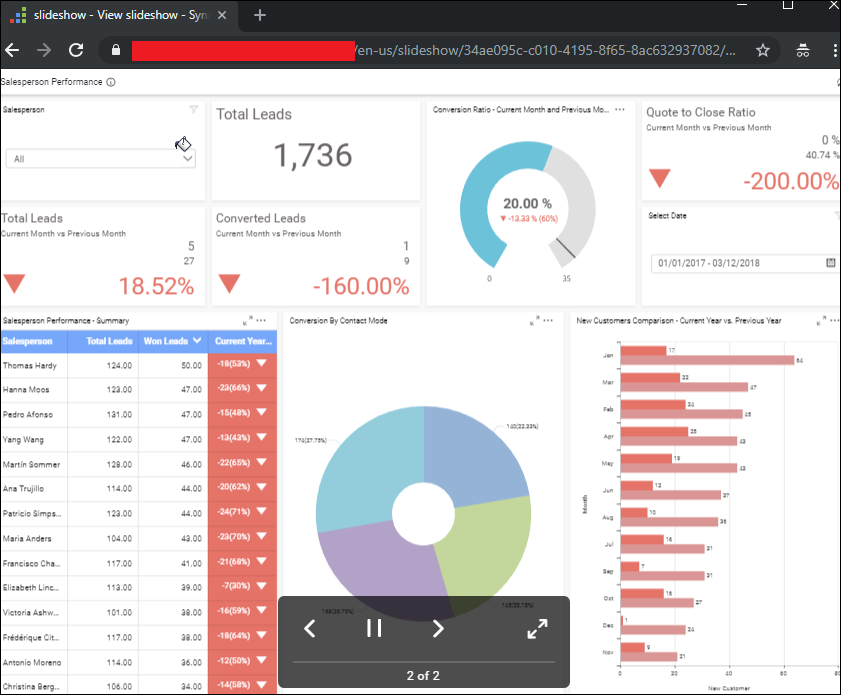 slideshow - View slideshow - Syn
/en-us/slideshow/34ae095c-c010-4195-8f65-8ac632937082/...
Salesperson Performance
Salesperson
All
Total Leads
1,736
Conversion Ratio - Current Month and Previous Mo...
20.00 %
-13.33 % (60%)
0
35
Quote to Close Ratio
Current Month vs Previous Month
0 %
40.74 %
-200.00%
Total Leads
Current Month vs Previous Month
5
27
18.52%
Converted Leads
Current Month vs Previous Month
1
9
-160.00%
Select Date
01/01/2017 - 03/12/2018
Salesperson Performance - Summary
Salesperson Total Leads Won Leads Current Year...
Thomas Hardy 124.00 50.00 -18(53%)
Hanna Moos 123.00 47.00 -23(66%)
Pedro Afonso 131.00 47.00 -15(48%)
Yang Wang 122.00 47.00 -13(43%)
Martín Sommer 128.00 46.00 -22(65%)
Ana Trujillo 114.00 44.00 -20(62%)
Patricio Simps... 123.00 44.00 -24(71%)
Maria Anders 104.00 43.00 -23(70%)
Francisco Cha... 117.00 41.00 -21(68%)
Elizabeth Linc... 113.00 39.00 -7(30%)
Victoria Ashw... 101.00 38.00 -16(59%)
Frédérique Cit... 117.00 38.00 -18(64%)
Antonio Moreno 114.00 36.00 -12(50%)
Christina Berg... 106.00 34.00 -14(58%)
Conversion By Contact Mode
140(22.33%)
174(27.75%)
New Customers Comparison - Current Year vs. Previous Year
Month
Jan 17 64
Mar 22 47
Feb 24 45
Apr 25 43
May 19 43
Jun 12 37
Aug 10 36
Jul 16 31
Sep 7 31
Oct 16 27
Dec 1 24
Nov 9 21
0 20 40 60 80
New Customer
2 of 2